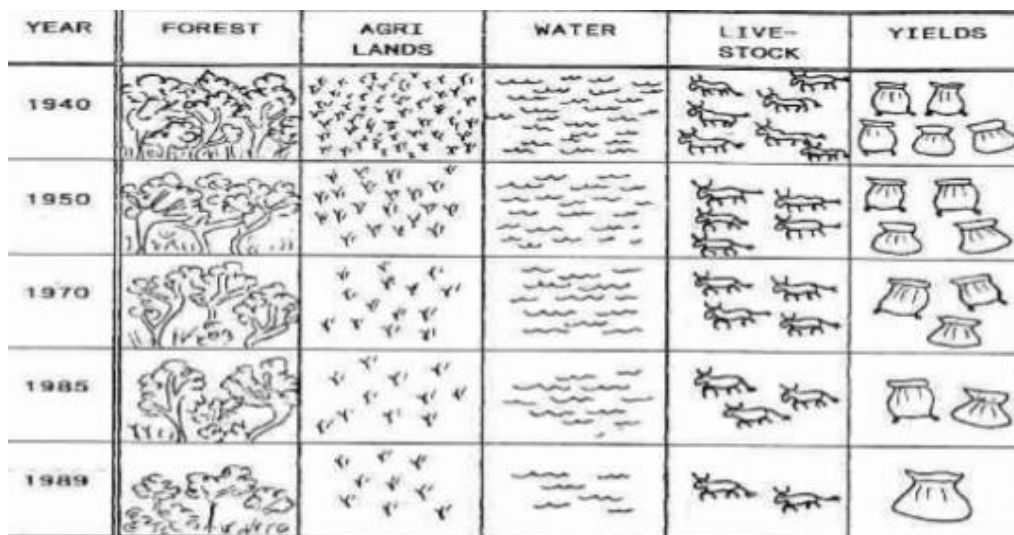 YEAR
FOREST
AGRI
LANDS
WATER
LIVE-
STOCK
YIELDS
1940
1950
1970
1985
1989